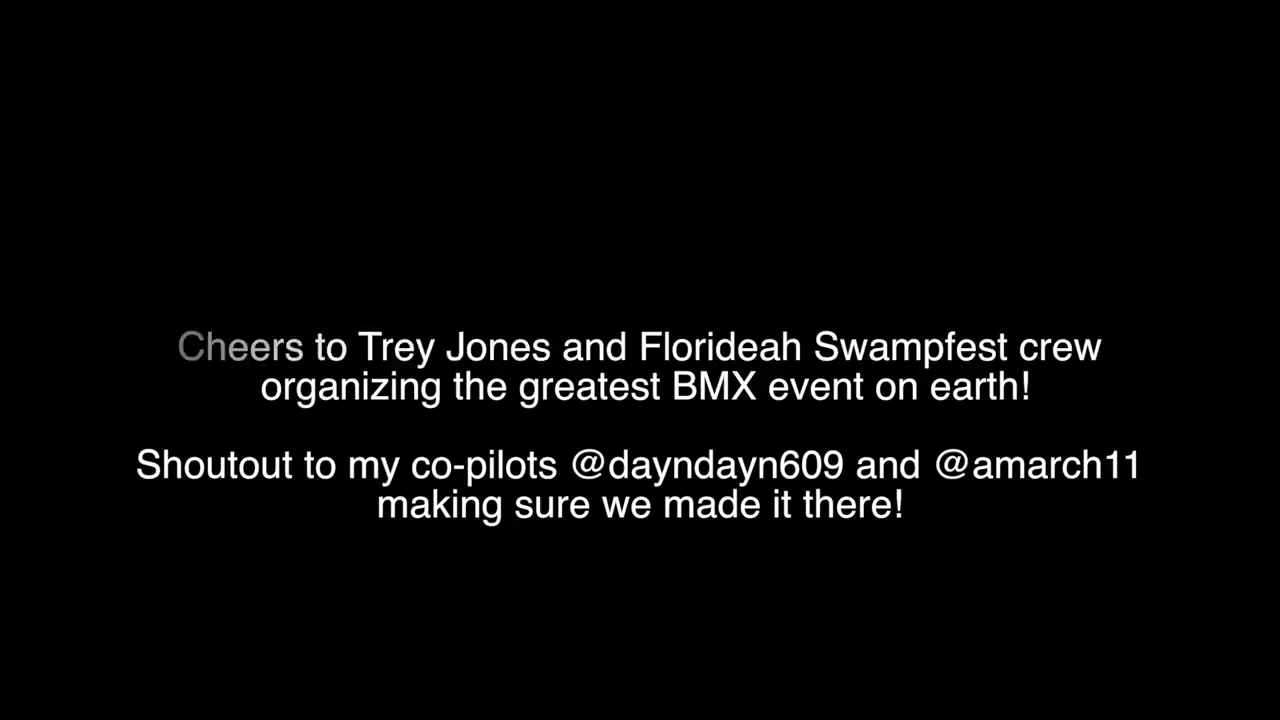 Cheers to Trey Jones and Florideah Swampfest crew
organizing the greatest BMX event on earth!
Shoutout to my co-pilots @dayndayn609 and @amarch11
making sure we made it there!